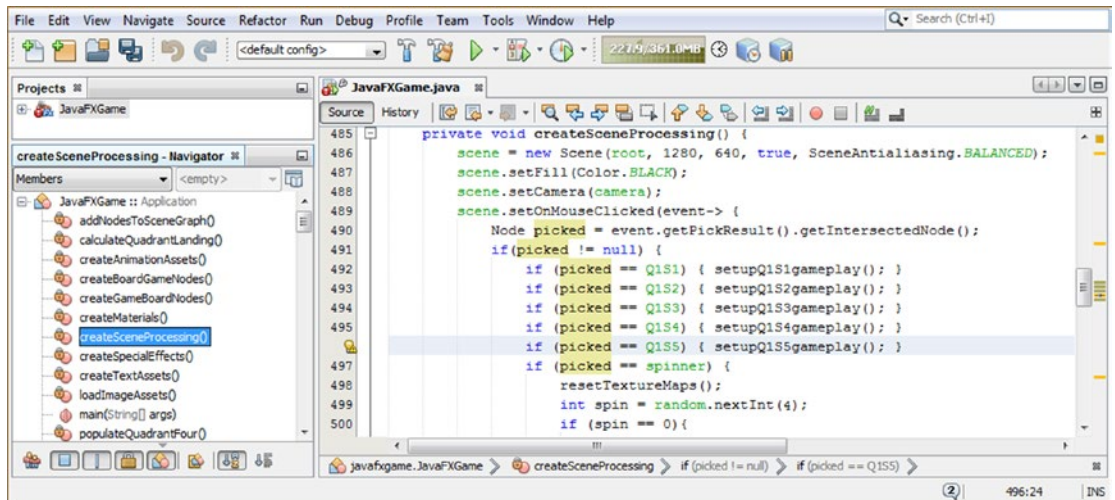 File Edit View Navigate Source Refactor Run Debug Profile Team Tools Window Help
Search (Ctrl+I)
<default config>
227.9/361.0MB
Projects
JavaFXGame
createSceneProcessing - Navigator
Members
<empty>
JavaFXGame :: Application
addNodesToSceneGraph()
calculateQuadrantLanding()
createAnimationAssets()
createBoardGameNodes()
createGameBoardNodes()
createMaterials()
createSceneProcessing()
createSpecialEffects()
createTextAssets()
loadImageAssets()
main(String[] args)
populateQuadrantFour()
JavaFXGame.java
Source History
485 private void createSceneProcessing() {
486 scene = new Scene(root, 1280, 640, true, SceneAntialiasing.BALANCED);
487 scene.setFill(Color.BLACK);
488 scene.setCamera(camera);
489 scene.setOnMouseClicked(event-> {
490 Node picked = event.getPickResult().getIntersectedNode();
491 if(picked != null) {
492 if (picked == Q1S1) { setupQ1S1gameplay(); }
493 if (picked == Q1S2) { setupQ1S2gameplay(); }
494 if (picked == Q1S3) { setupQ1S3gameplay(); }
495 if (picked == Q1S4) { setupQ1S4gameplay(); }
if (picked == Q1S5) { setupQ1S5gameplay(); }
497 if (picked == spinner) {
498 resetTextureMaps();
499 int spin = random.nextInt(4);
500 if (spin == 0){
javafxgame.JavaFXGame createSceneProcessing if (picked != null) if (picked == Q1S5)
2 496:24 INS